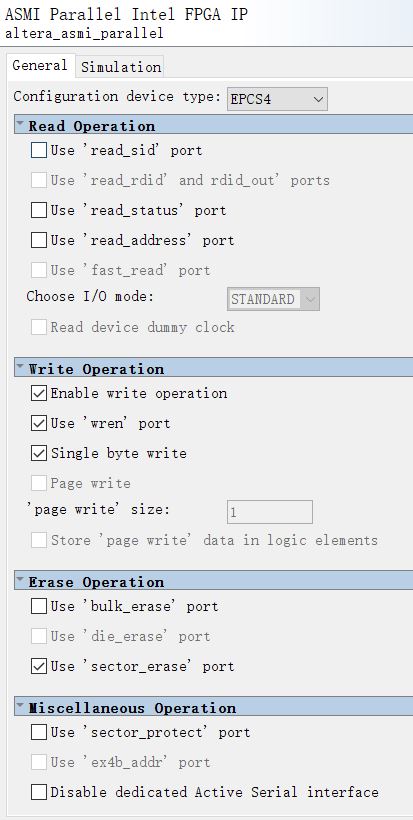 ASMI Parallel Intel FPGA IP
altera_asmi_parallel
General Simulation
Configuration device type: EPCS4
Read Operation
Use 'read_sid' port
Use 'read_rdid' and rdid_out' ports
Use 'read_status' port
Use 'read_address' port
Use 'fast_read' port
Choose I/O mode: STANDARD
Read device dummy clock
Write Operation
Enable write operation
Use 'wren' port
Single byte write
Page write
'page write' size: 1
Store 'page write' data in logic elements
Erase Operation
Use 'bulk_erase' port
Use 'die_erase' port
Use 'sector_erase' port
Miscellaneous Operation
Use 'sector_protect' port
Use 'ex4b_addr' port
Disable dedicated Active Serial interface